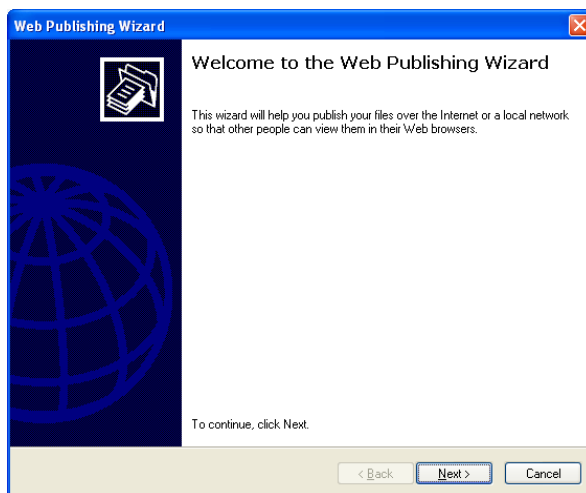 Web Publishing Wizard
Welcome to the Web Publishing Wizard
This wizard will help you publish your files over the Internet or a local network
so that other people can view them in their Web browsers.
To continue, click Next.
< Back
Next >
Cancel